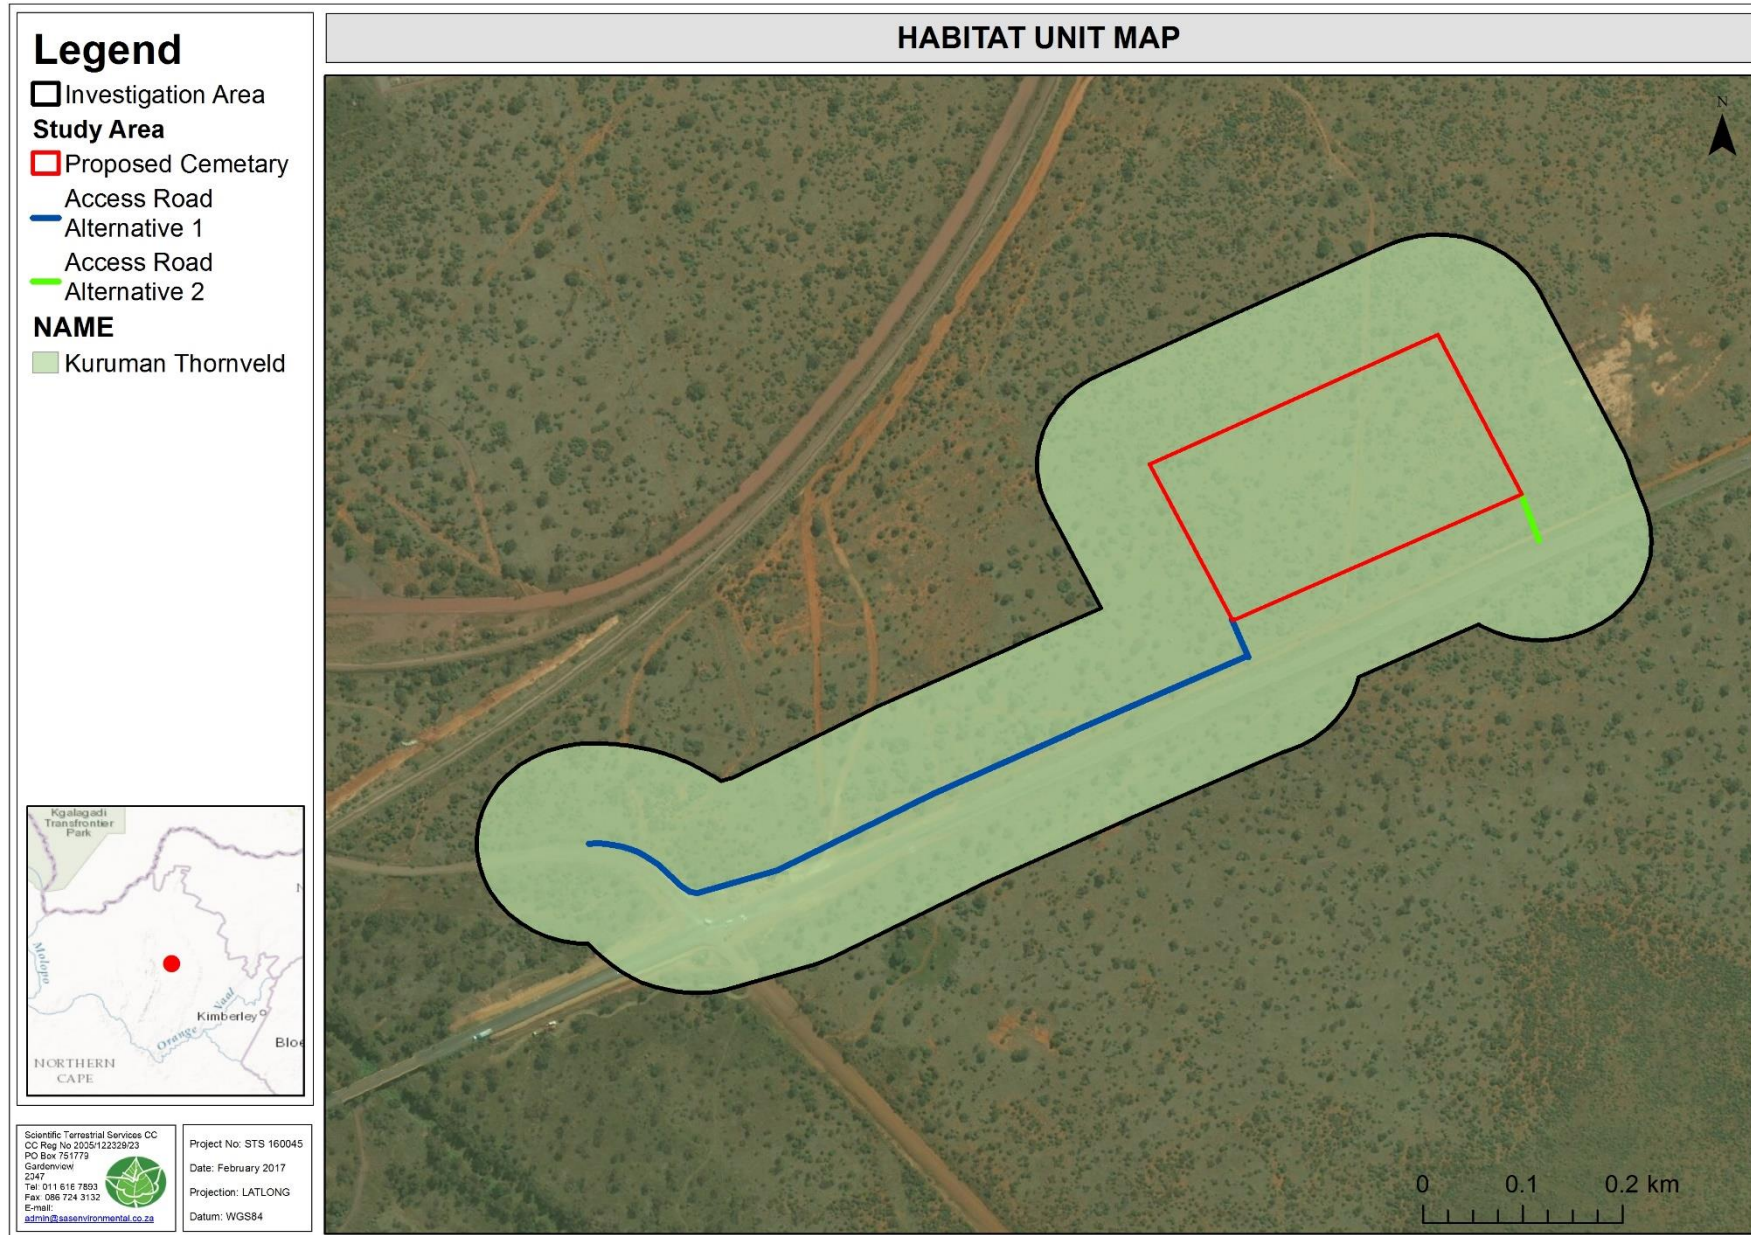 Legend
Investigation Area
Study Area
Proposed Cemetary
Access Road
Alternative 1
Access Road
Alternative 2
NAME
Kuruman Thornveld
HABITAT UNIT MAP
N
Kgalagadi
Transfrontier
Park
N
Molopo
Vaal
Kimberley
Orange
Bloe
NORTHERN
CAPE
Scientific Terrestrial Services CC
CC Reg No 2005/122329/23
PO Box 751779
Gardenview
2047
Tel: 011 616 7893
Fax: 086 724 3132
E-mail:
admin@sasenvironmental.co.za
Project No: STS 160045
Date: February 2017
Projection: LATLONG
Datum: WGS84
0 0.1 0.2 km